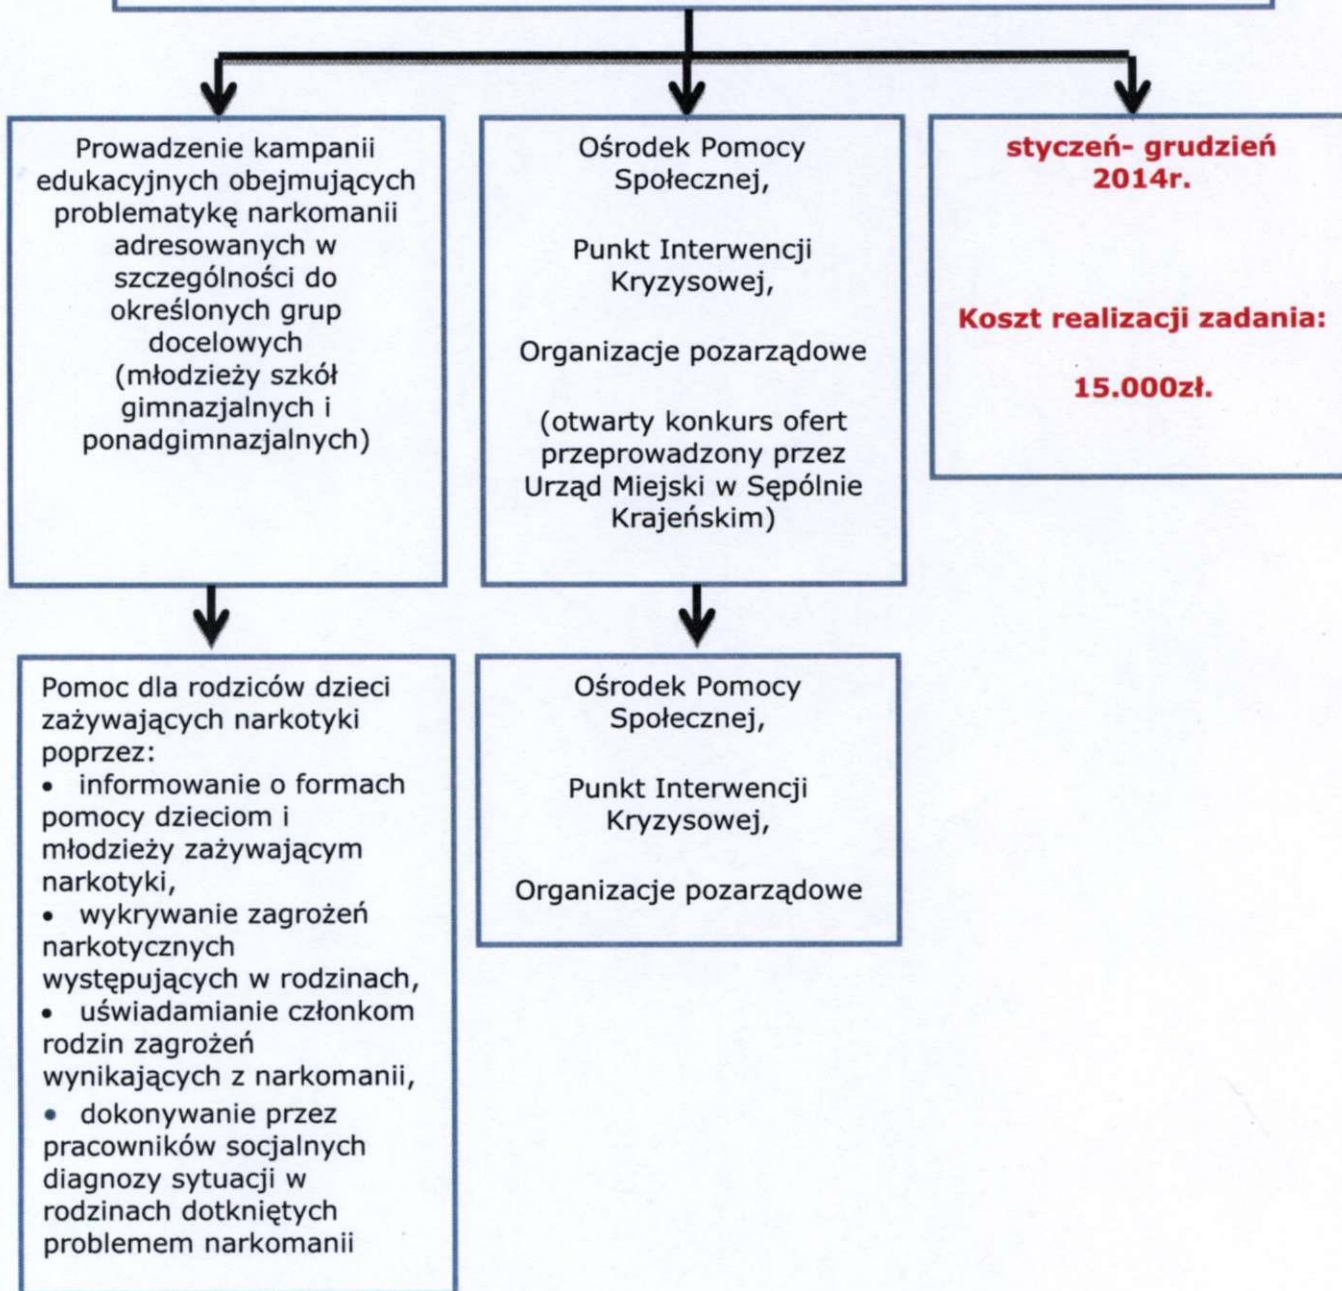 Prowadzenie kampanii
edukacyjnych obejmujących
problematykę narkomanii
adresowanych w
szczególności do
określonych grup
docelowych
(młodzieży szkół
gimnazjalnych i
ponadgimnazjalnych)
Ośrodek Pomocy
Społecznej,
Punkt Interwencji
Kryzysowej,
Organizacje pozarządowe
(otwarty konkurs ofert
przeprowadzony przez
Urząd Miejski w Sępólnie
Krajeńskim)
styczeń- grudzień
2014r.
Koszt realizacji zadania:
15.000zł.
Pomoc dla rodziców dzieci
zażywających narkotyki
poprzez:
• informowanie o formach
pomocy dzieciom i
młodzieży zażywającym
narkotyki,
• wykrywanie zagrożeń
narkotycznych
występujących w rodzinach,
• uświadamianie członkom
rodzin zagrożeń
wynikających z narkomanii,
• dokonywanie przez
pracowników socjalnych
diagnozy sytuacji w
rodzinach dotkniętych
problemem narkomanii
Ośrodek Pomocy
Społecznej,
Punkt Interwencji
Kryzysowej,
Organizacje pozarządowe